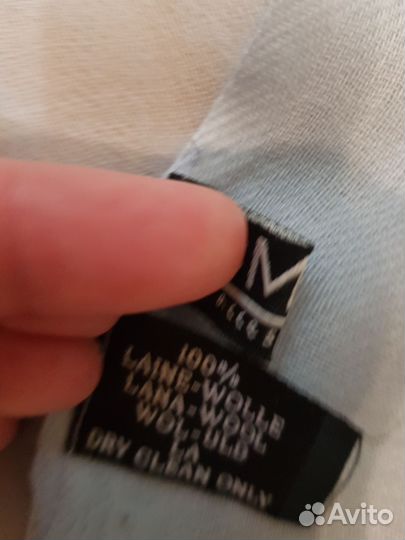 M
100%
LAINE=WOLLE
LANA=WOOL
WOL=ULD
LA
DRY CLEAN ONLY
Avito